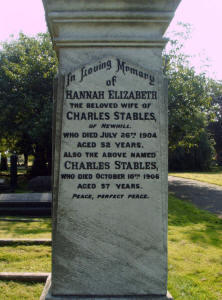 In Loving Memory
of
HANNAH ELIZABETH
THE BELOVED WIFE OF
CHARLES STABLES,
OF NEWHILL.
WHO DIED JULY 26TH 1904
AGED 52 YEARS.
ALSO THE ABOVE NAMED
CHARLES STABLES,
WHO DIED OCTOBER 16TH 1906
AGED 57 YEARS.
PEACE, PERFECT PEACE.